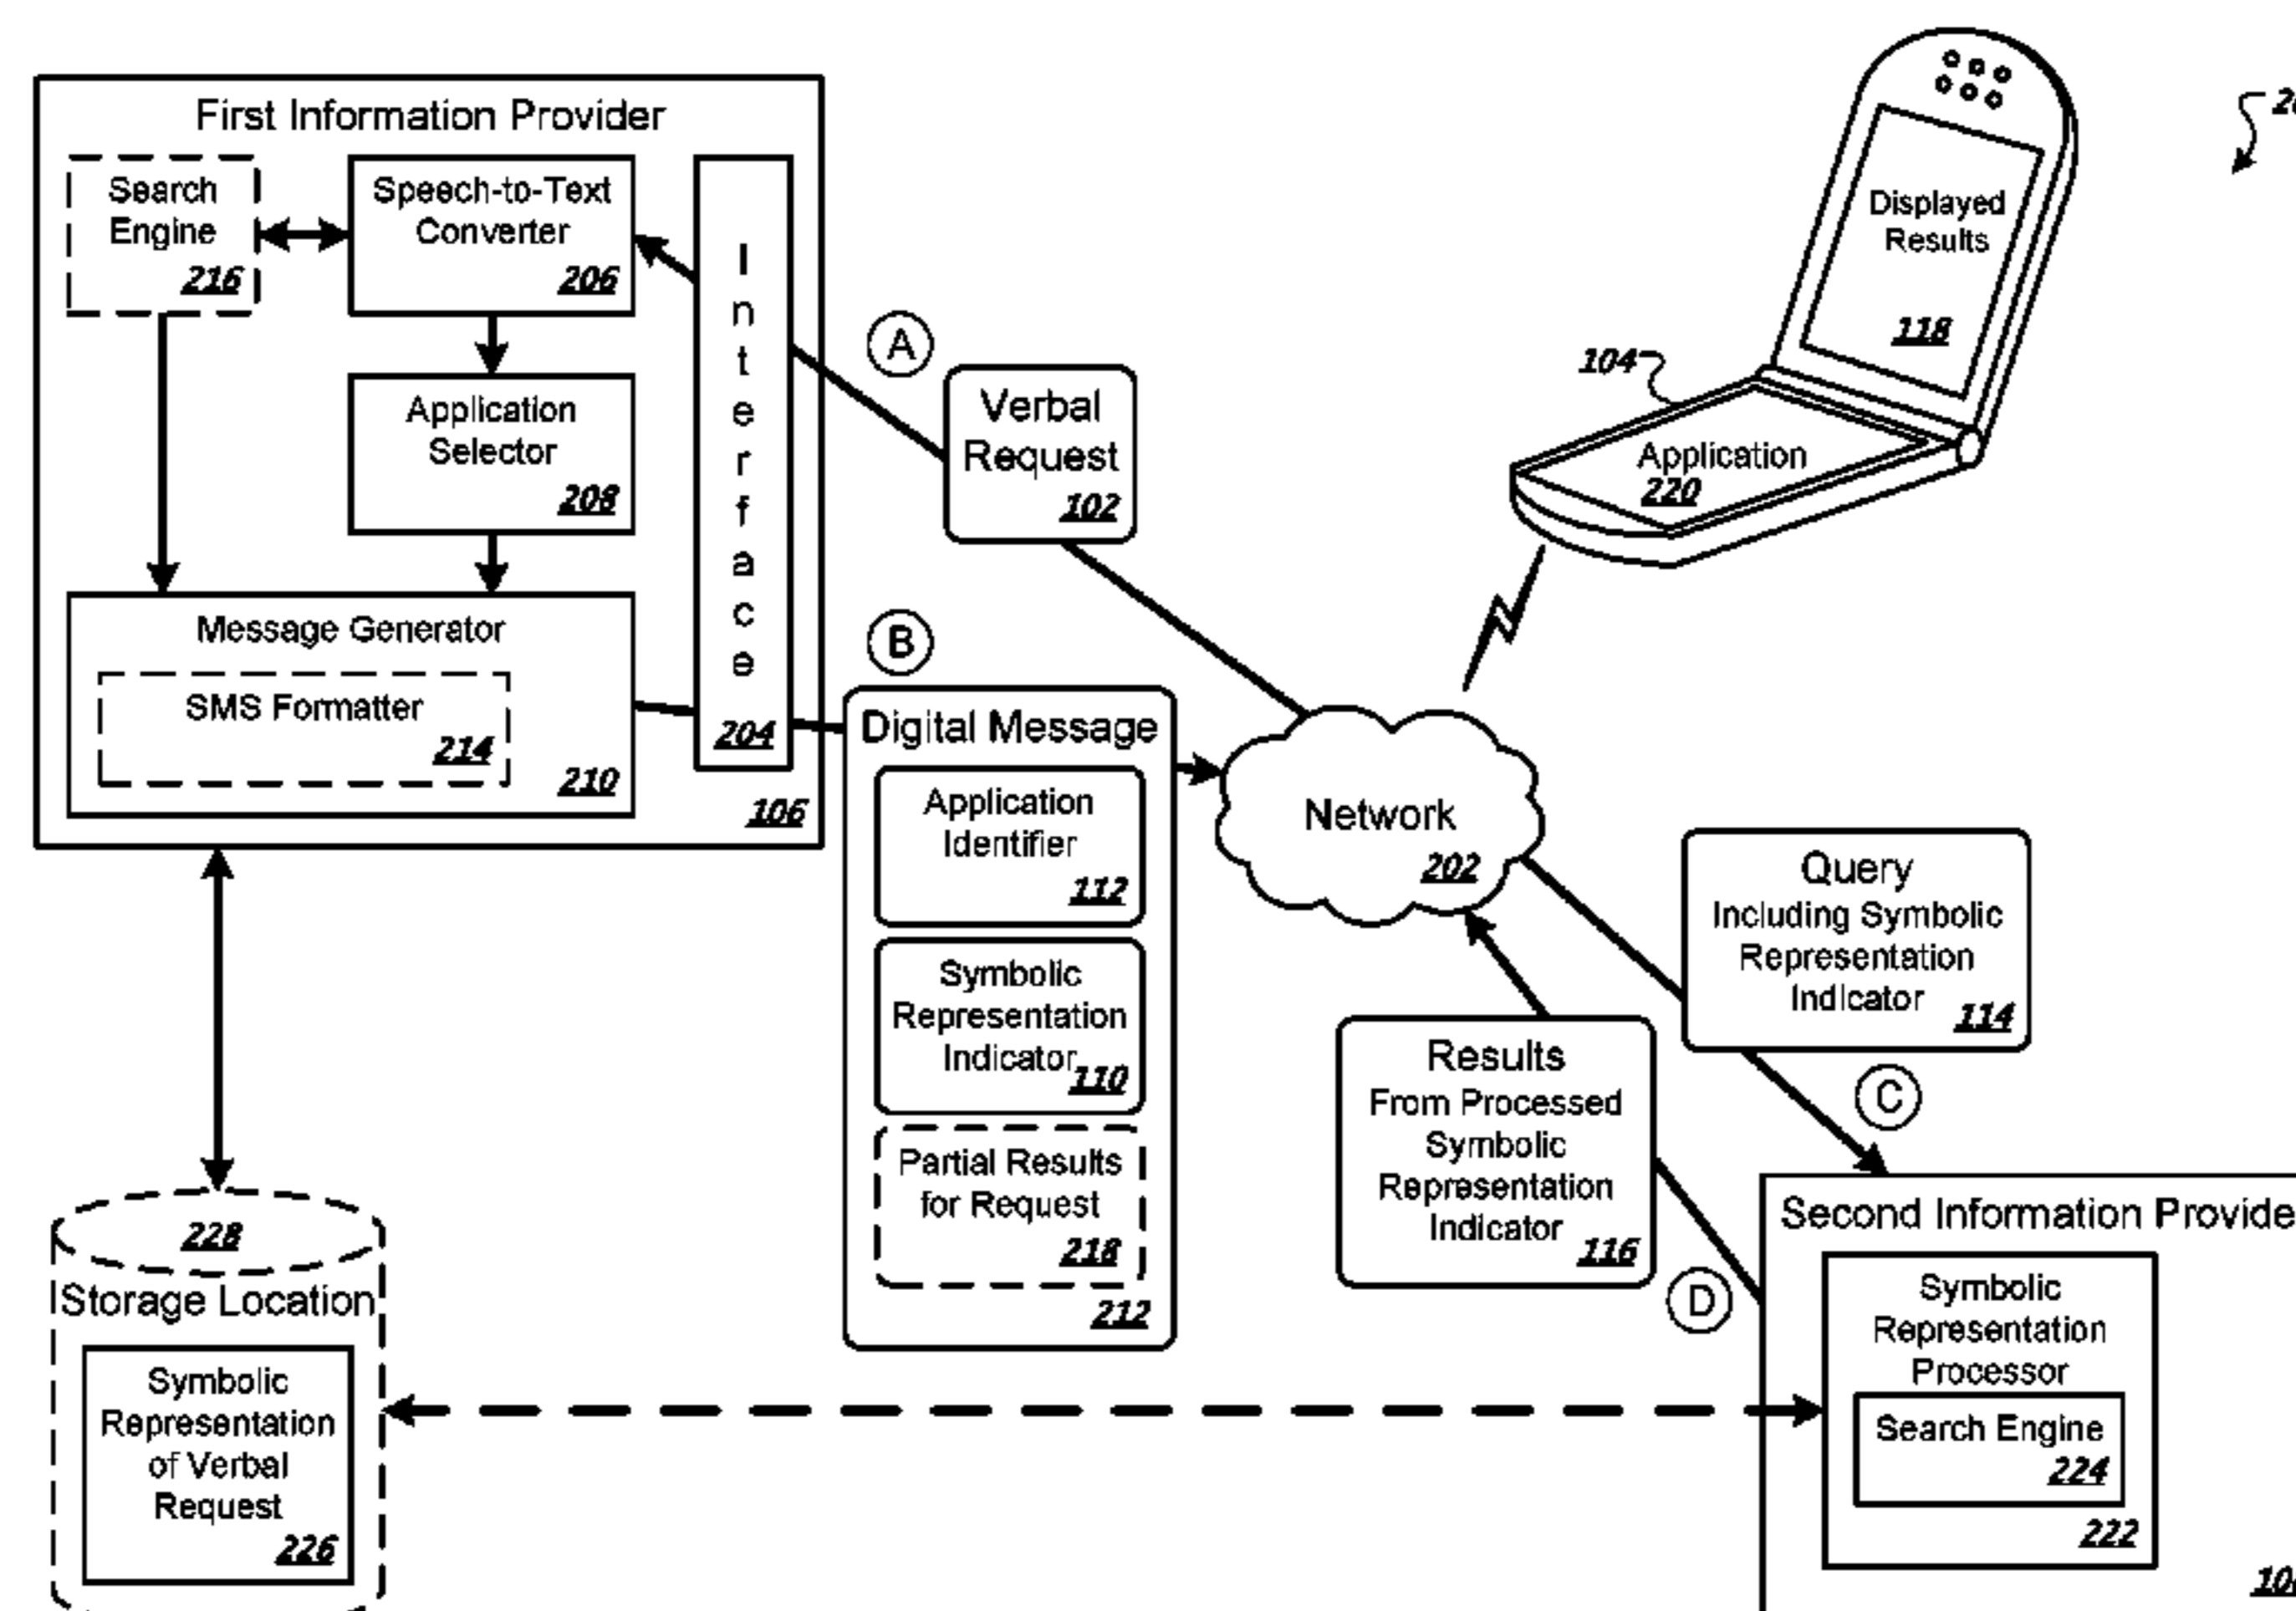 First Information Provider
Search
Engine
216
Speech-to-Text
Converter
206
Application
Selector
208
Message Generator
SMS Formatter
214
210
Interface
204
106
A
Verbal
Request
102
B
Digital Message
Application
Identifier
112
Symbolic
Representation
Indicator
110
Partial Results
for Request
218
212
Displayed
Results
118
104
Application
220
Network
202
Query
Including Symbolic
Representation
Indicator
114
C
Results
From Processed
Symbolic
Representation
Indicator
116
D
Second Information Provide
Symbolic
Representation
Processor
Search Engine
224
222
228
Storage Location
Symbolic
Representation
of Verbal
Request
226